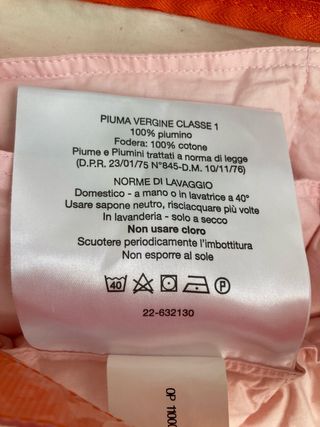 PIUMA VERGINE CLASSE 1
100% piumino
Fodera: 100% cotone
Piume e Piumini trattati a norma di legge
(D.P.R. 23/01/75 N°845-D.M. 10/11/76)
NORME DI LAVAGGIO
Domestico - a mano o in lavatrice a 40°
Usare sapone neutro, risciacquare più volte
In lavanderia - solo a secco
Non usare cloro
Scuotere periodicamente l'imbottitura
Non esporre al sole
40
P
22-632130